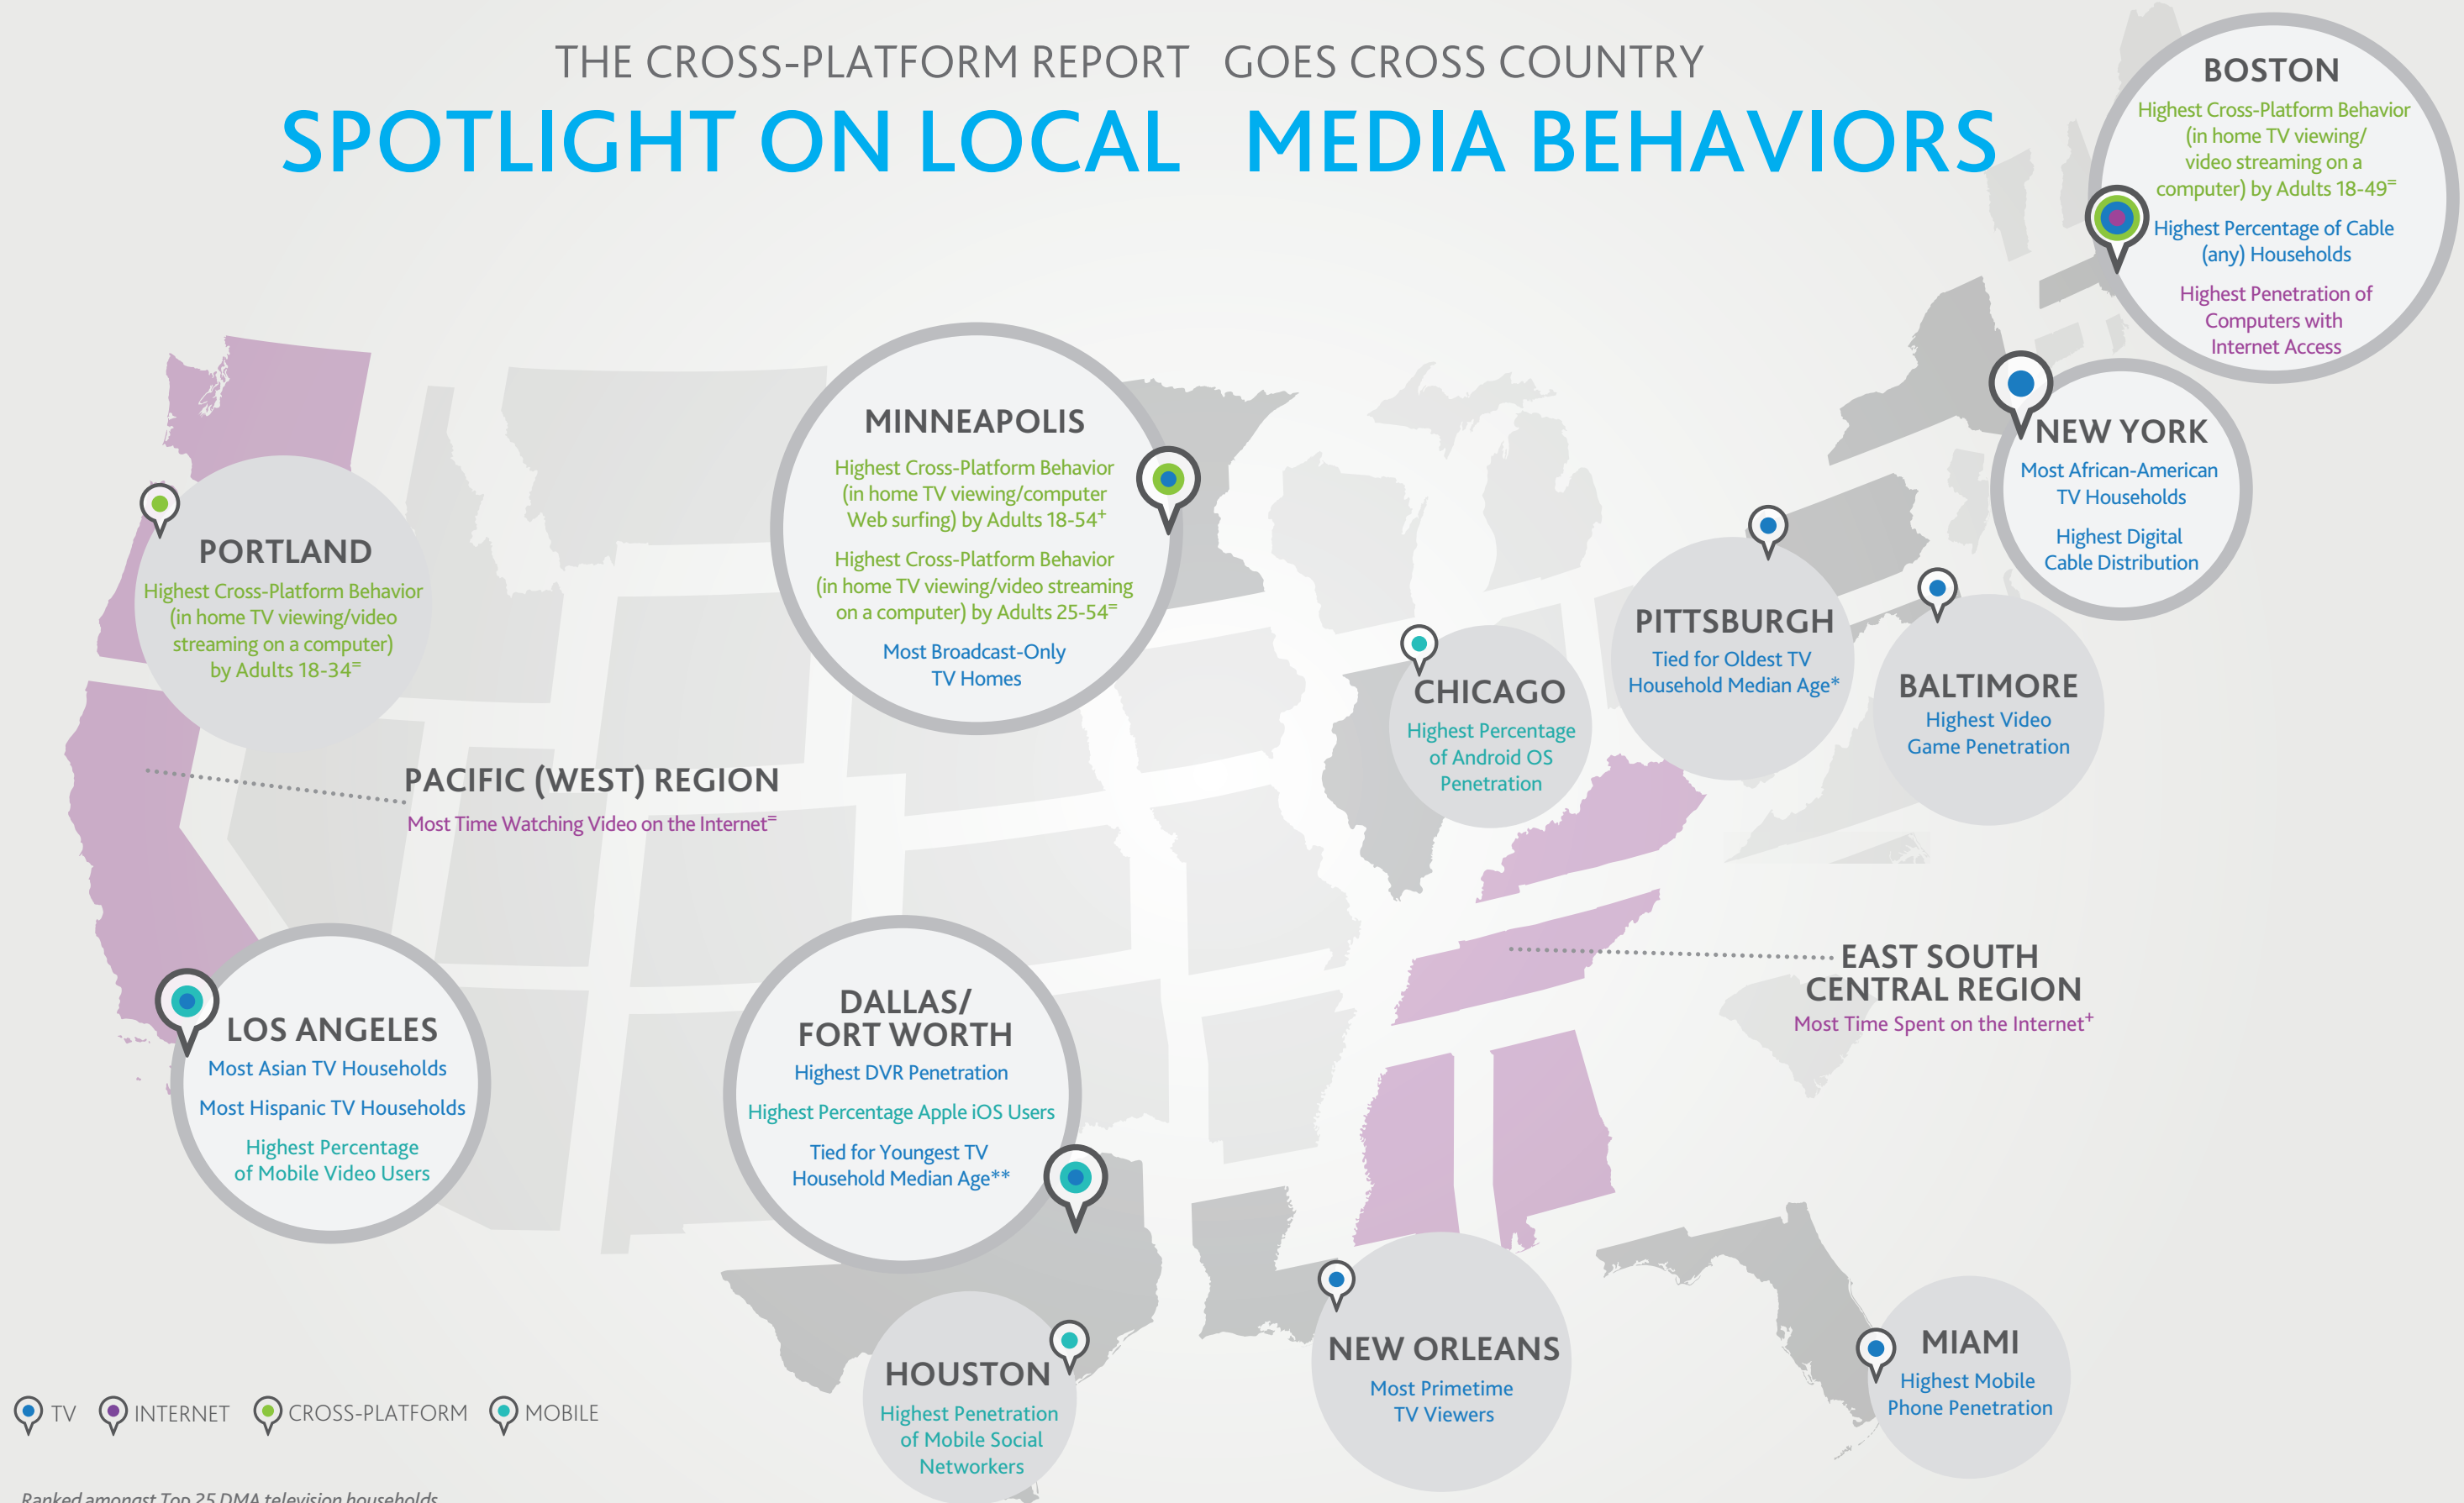 THE CROSS-PLATFORM REPORT GOES CROSS COUNTRY
SPOTLIGHT ON LOCAL MEDIA BEHAVIORS
BOSTON
Highest Cross-Platform Behavior
(in home TV viewing/
video streaming on a
computer) by Adults 18-49=
Highest Percentage of Cable
(any) Households
Highest Penetration of
Computers with
Internet Access
NEW YORK
Most African-American
TV Households
Highest Digital
Cable Distribution
MINNEAPOLIS
Highest Cross-Platform Behavior
(in home TV viewing/computer
Web surfing) by Adults 18-54+
Highest Cross-Platform Behavior
(in home TV viewing/video streaming
on a computer) by Adults 25-54=
Most Broadcast-Only
TV Homes
PORTLAND
Highest Cross-Platform Behavior
(in home TV viewing/video
streaming on a computer)
by Adults 18-34=
PITTSBURGH
Tied for Oldest TV
Household Median Age*
BALTIMORE
Highest Video
Game Penetration
CHICAGO
Highest Percentage
of Android OS
Penetration
PACIFIC (WEST) REGION
Most Time Watching Video on the Internet=
EAST SOUTH
CENTRAL REGION
Most Time Spent on the Internet+
LOS ANGELES
Most Asian TV Households
Most Hispanic TV Households
Highest Percentage
of Mobile Video Users
DALLAS/
FORT WORTH
Highest DVR Penetration
Highest Percentage Apple iOS Users
Tied for Youngest TV
Household Median Age**
HOUSTON
Highest Penetration
of Mobile Social
Networkers
NEW ORLEANS
Most Primetime
TV Viewers
MIAMI
Highest Mobile
Phone Penetration
TV INTERNET CROSS-PLATFORM MOBILE
Ranked amongst Top 25 DMA television households